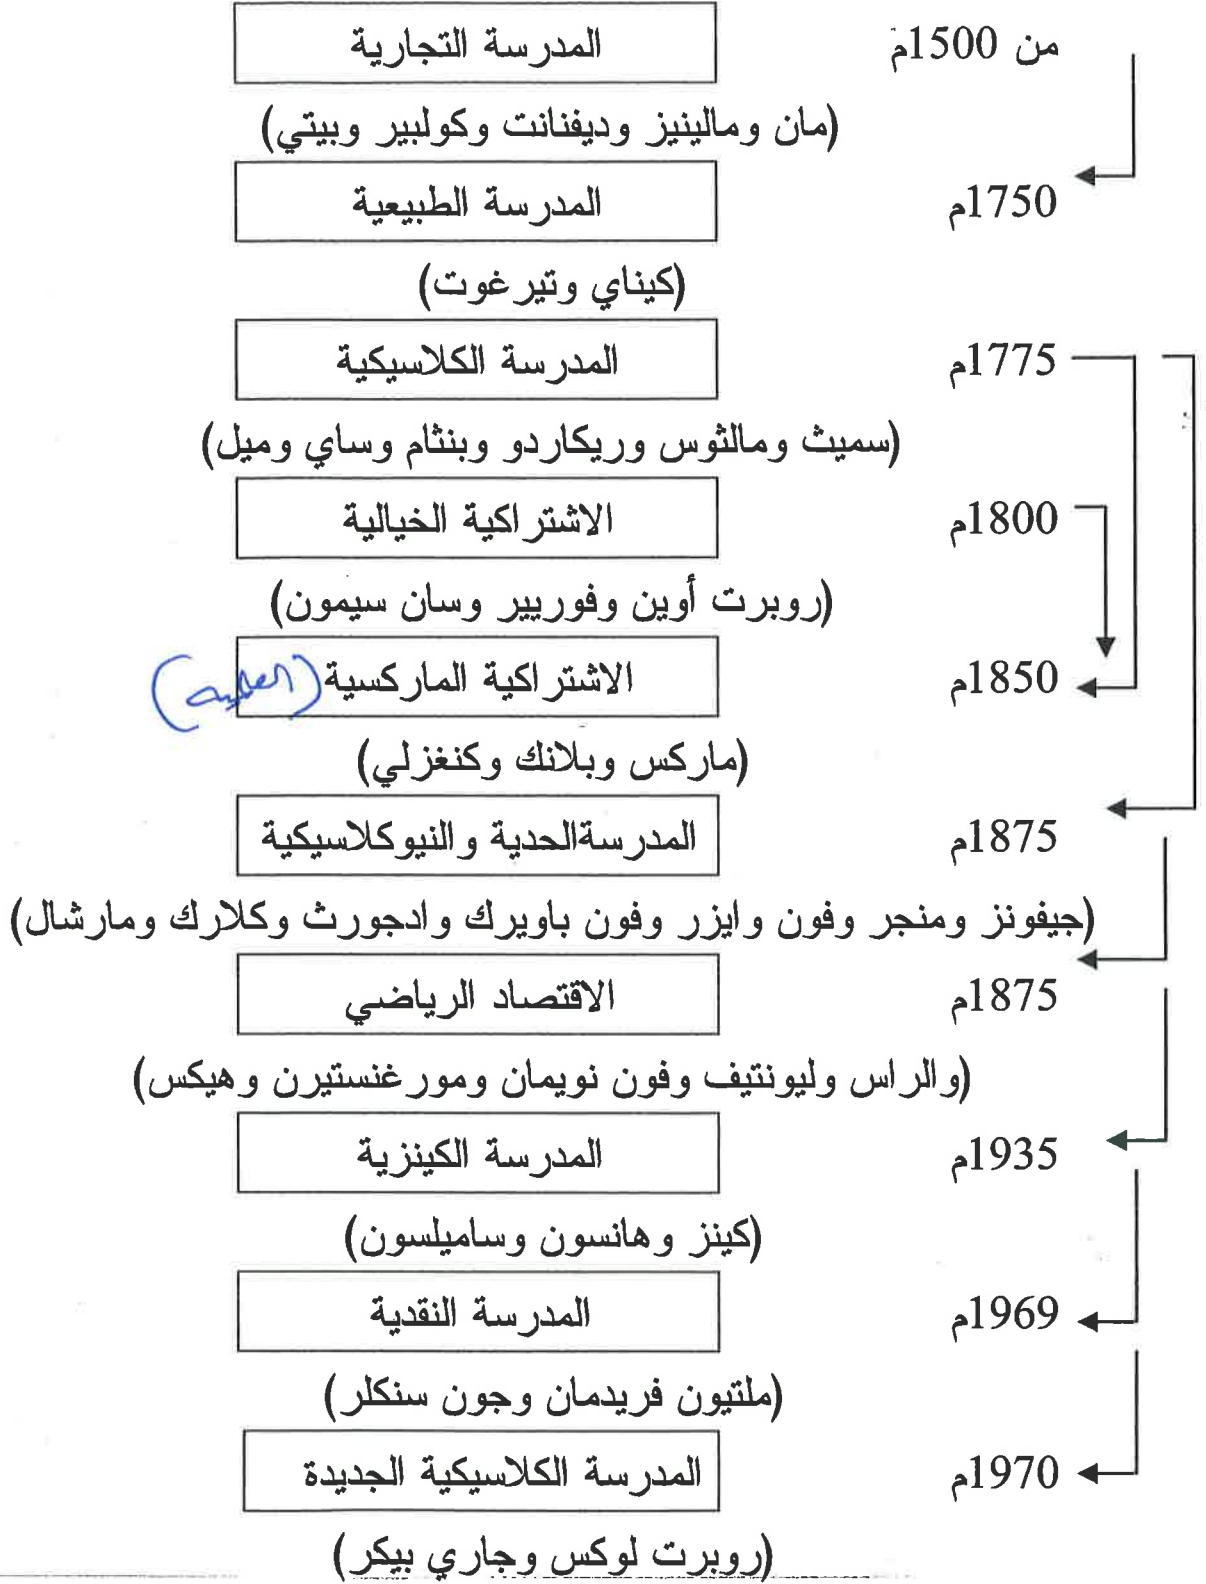 من 1500م المدرسة التجارية
(مان ومالينيز وديفنانت وكولبير وبيتي)
1750م المدرسة الطبيعية
(كيناي وتيرغوت)
1775م المدرسة الكلاسيكية
(سميث ومالثوس وريكاردو وبنثام وساي وميل)
1800م الاشتراكية الخيالية
(روبرت أوين وفوريير وسان سيمون)
1850م الاشتراكية الماركسية (العلمية)
(ماركس وبلانك وكنغزلي)
1875م المدرسةالحدية والنيوكلاسيكية
(جيفونز ومنجر وفون وايزر وفون باويرك وادجورث وكلارك ومارشال)
1875م الاقتصاد الرياضي
(والراس وليونتيف وفون نويمان ومورغنستيرن وهيكس)
1935م المدرسة الكينزية
(كينز وهانسون وساميلسون)
1969م المدرسة النقدية
(ملتيون فريدمان وجون سنكلر)
1970م المدرسة الكلاسيكية الجديدة
(روبرت لوكس وجاري بيكر)